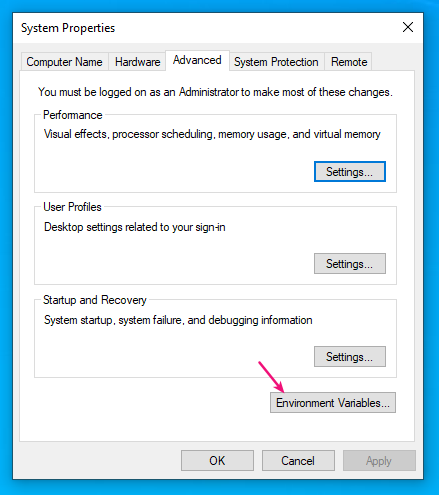 System Properties
Computer Name Hardware Advanced System Protection Remote
You must be logged on as an Administrator to make most of these changes.
Performance
Visual effects, processor scheduling, memory usage, and virtual memory
Settings...
User Profiles
Desktop settings related to your sign-in
Settings...
Startup and Recovery
System startup, system failure, and debugging information
Settings...
Environment Variables...
OK Cancel Apply